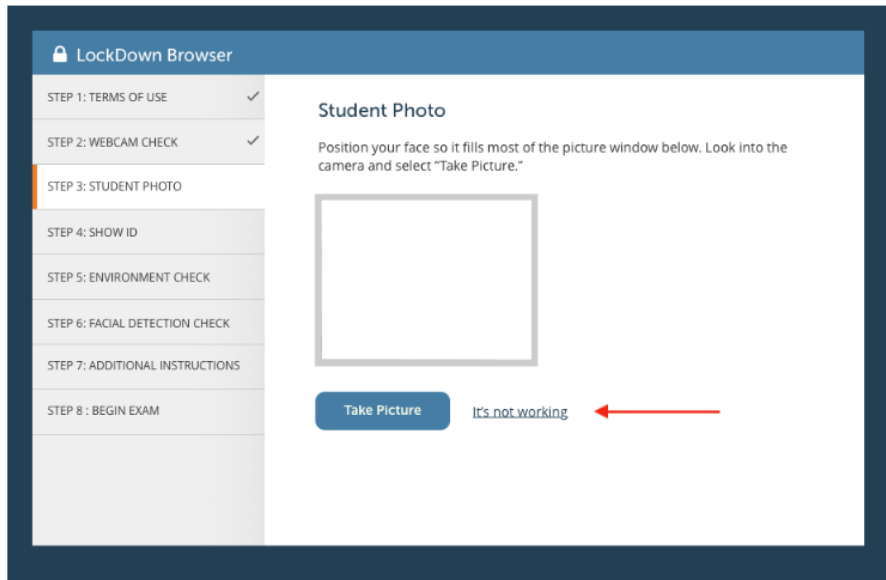 LockDown Browser
STEP 1: TERMS OF USE
STEP 2: WEBCAM CHECK
STEP 3: STUDENT PHOTO
STEP 4: SHOW ID
STEP 5: ENVIRONMENT CHECK
STEP 6: FACIAL DETECTION CHECK
STEP 7: ADDITIONAL INSTRUCTIONS
STEP 8 : BEGIN EXAM
Student Photo
Position your face so it fills most of the picture window below. Look into the
camera and select “Take Picture.”
Take Picture
It's not working